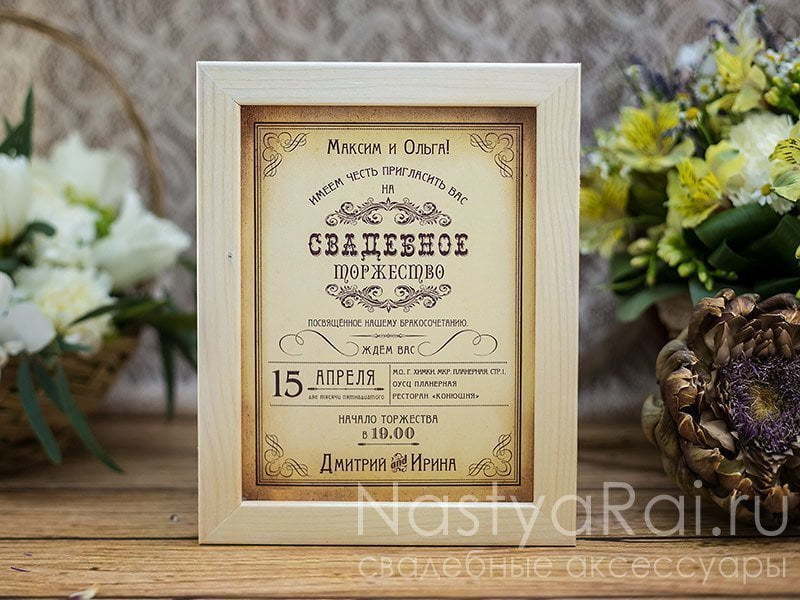 Максим и Ольга!
имеем честь пригласить вас
на
СВАДЕБНОЕ
ТОРЖЕСТВО
посвящённое нашему бракосочетанию.
ждем вас
15 АПРЕЛЯ
две тысячи пятнадцатого
М.О., г. Химки, мкр. Планерная, стр.1,
ОУСЦ Планерная
ресторан «Конюшня»
начало торжества
в 19.00
Дмитрий and Ирина
NastyaRai.ru
свадебные аксессуары